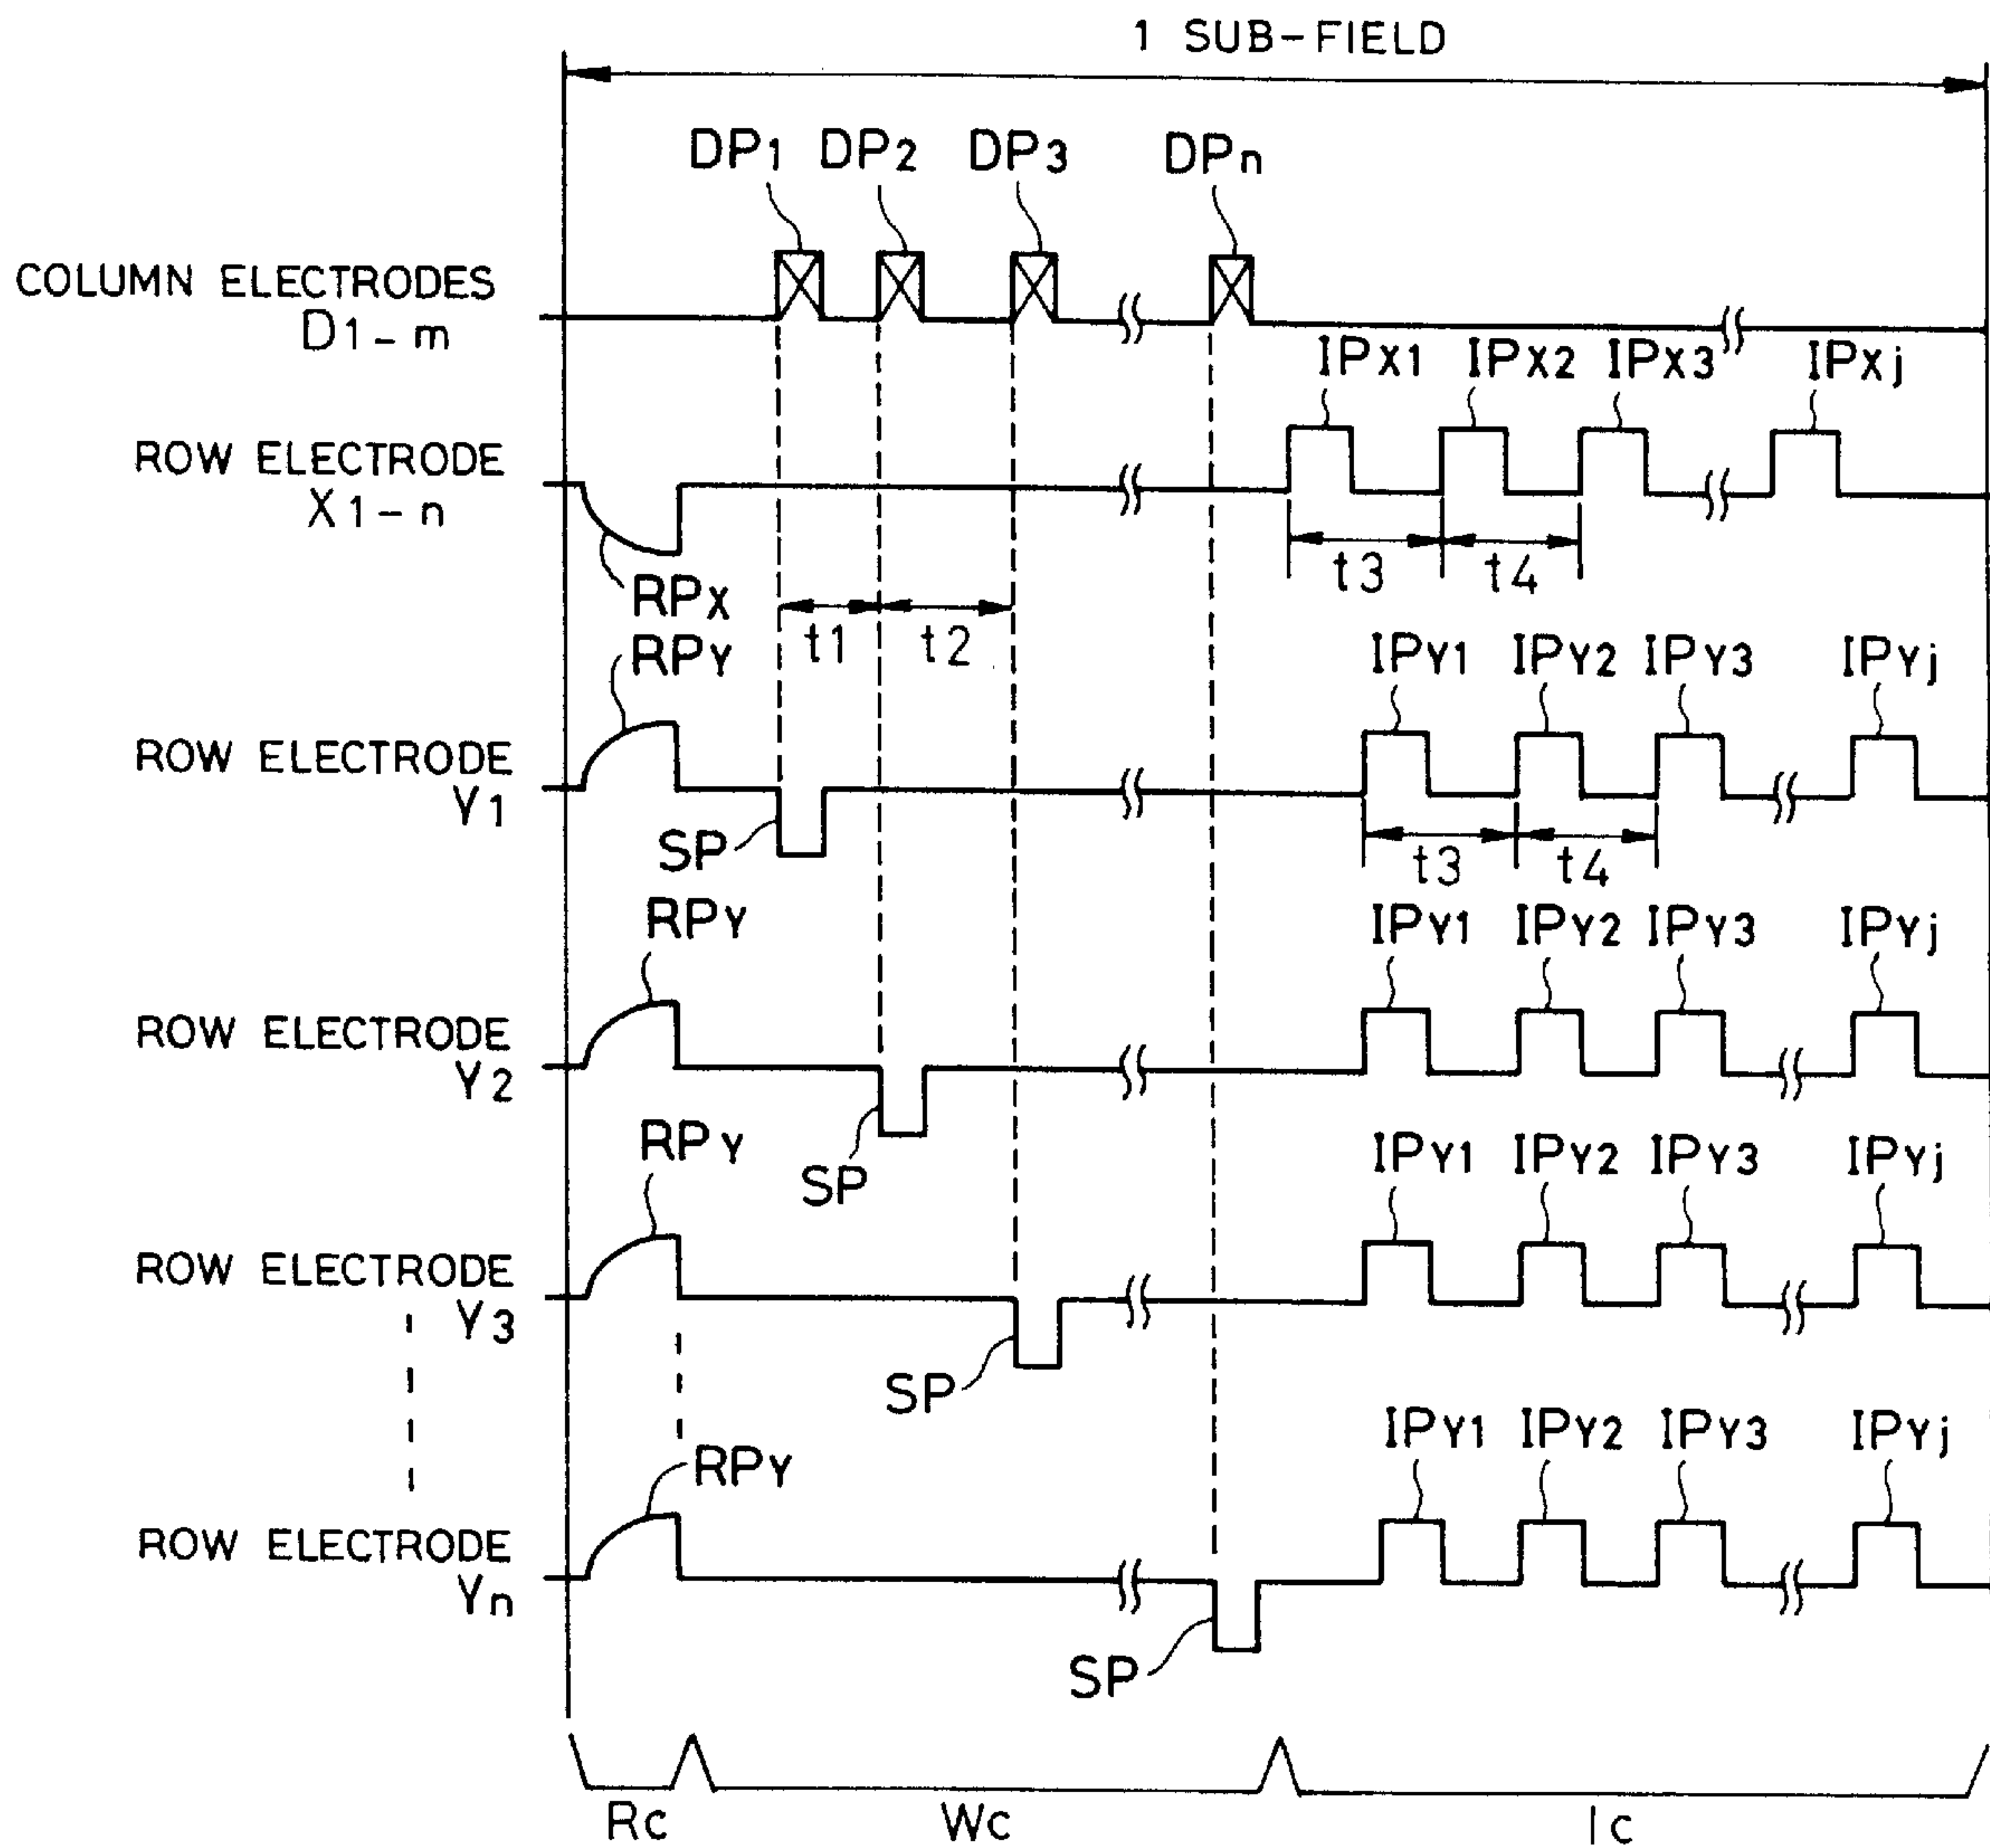 1 SUB-FIELD
DP1 DP2 DP3 DPn
COLUMN ELECTRODES
D1-m
IPX1 IPX2 IPX3 IPXj
ROW ELECTRODE
X1-n
t3 t4
RPX
t1 t2
RPY
IPY1 IPY2 IPY3 IPYj
ROW ELECTRODE
Y1
SP
t3 t4
RPY
IPY1 IPY2 IPY3 IPYj
ROW ELECTRODE
Y2
SP
RPY
IPY1 IPY2 IPY3 IPYj
ROW ELECTRODE
Y3
SP
RPY
IPY1 IPY2 IPY3 IPYj
ROW ELECTRODE
Yn
SP
Rc Wc Ic